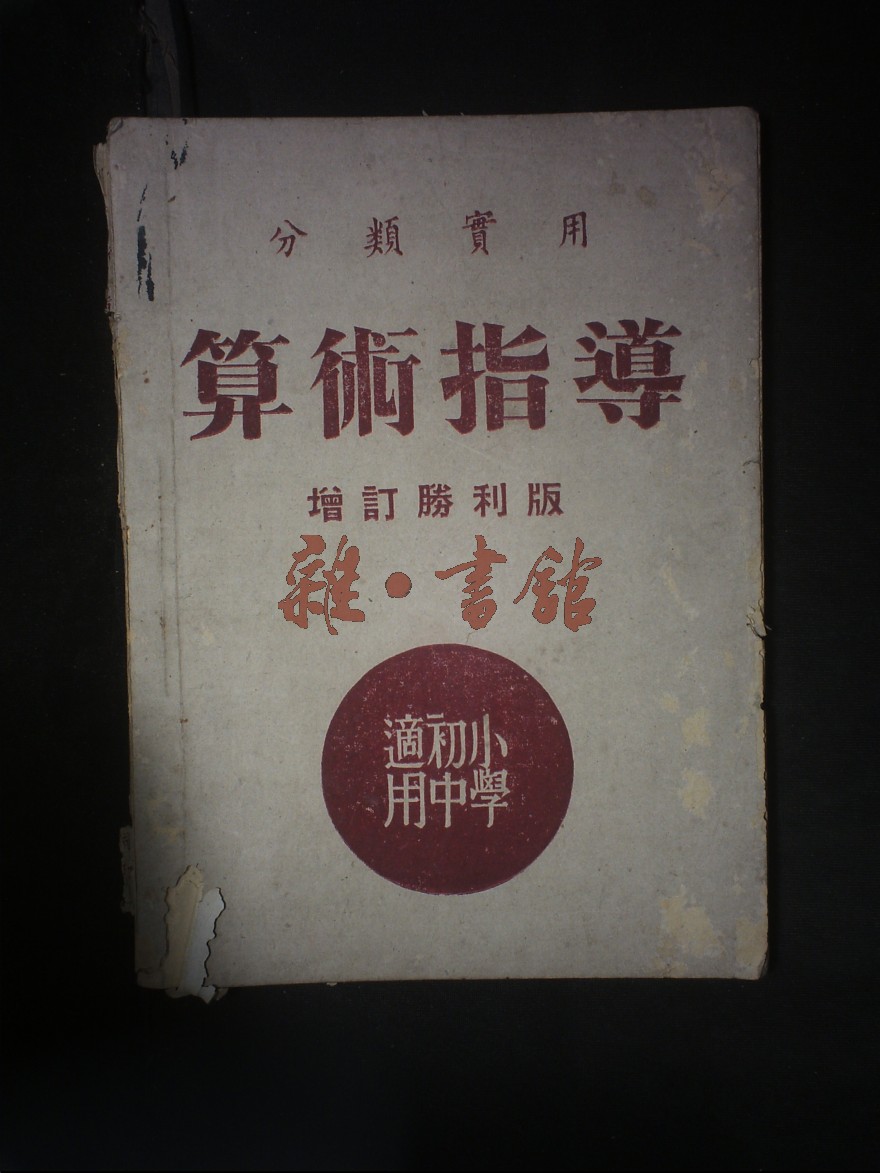 分類實用
算術指導
增訂勝利版
雜·書館
小學
初中
適用